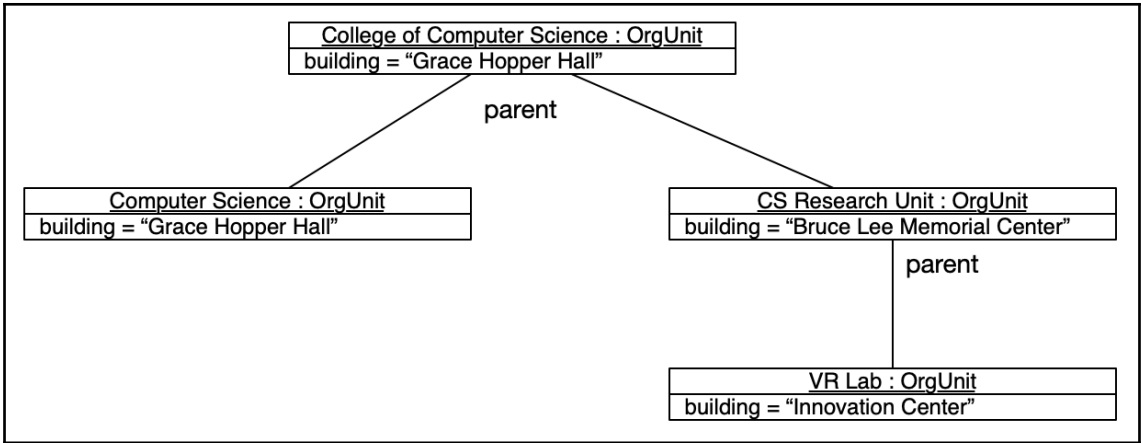 College of Computer Science : OrgUnit
building = “Grace Hopper Hall”
parent
Computer Science : OrgUnit
building = “Grace Hopper Hall”
CS Research Unit : OrgUnit
building = “Bruce Lee Memorial Center”
parent
VR Lab : OrgUnit
building = “Innovation Center”